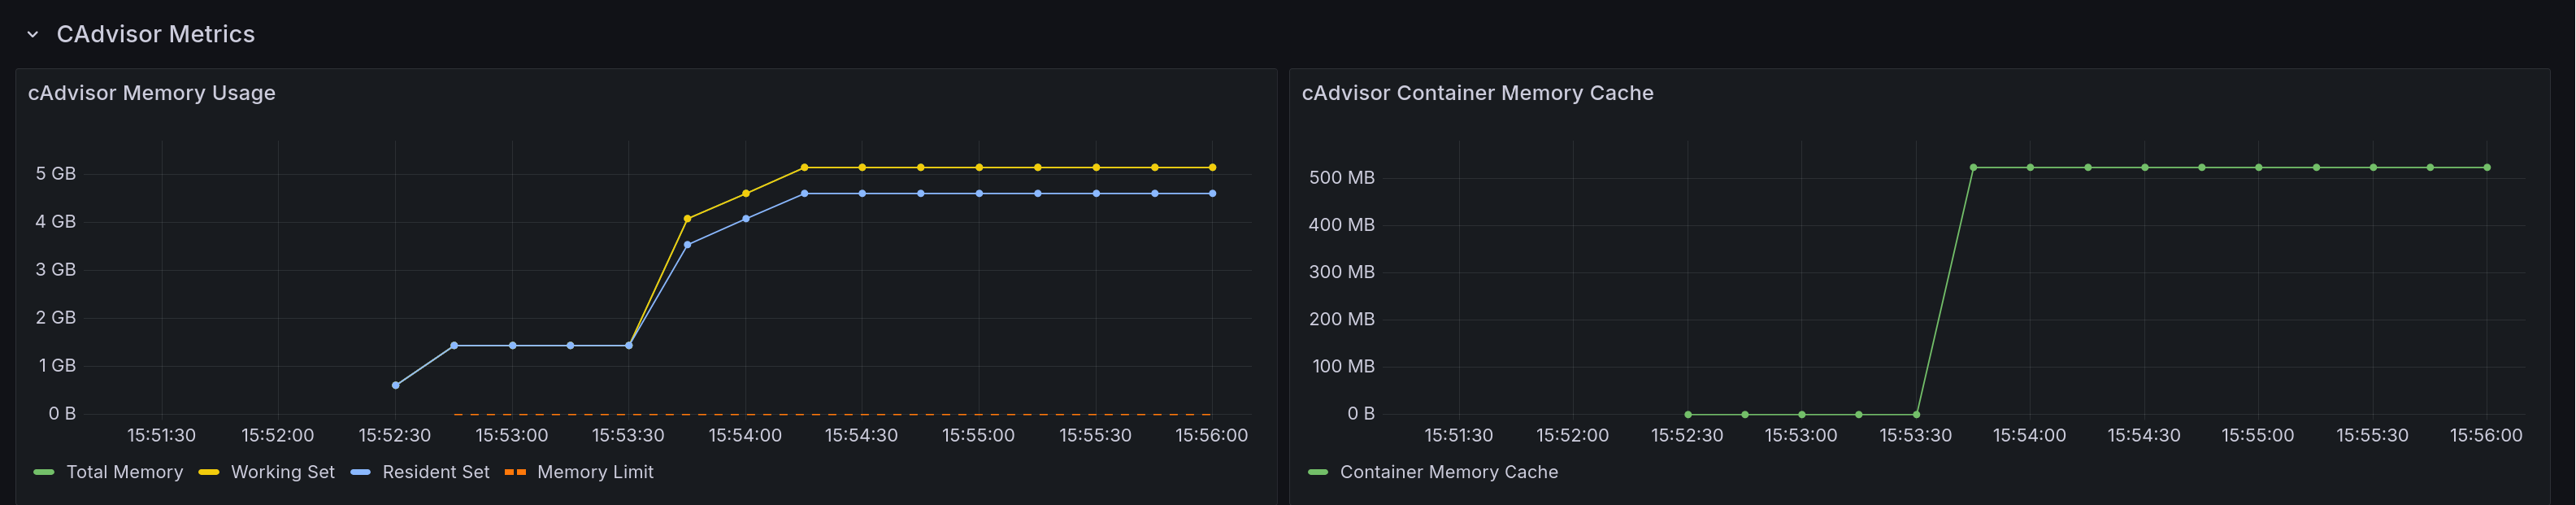 CAdvisor Metrics
cAdvisor Memory Usage
5 GB
4 GB
3 GB
2 GB
1 GB
0 B
15:51:30 15:52:00 15:52:30 15:53:00 15:53:30 15:54:00 15:54:30 15:55:00 15:55:30 15:56:00
Total Memory Working Set Resident Set Memory Limit
cAdvisor Container Memory Cache
500 MB
400 MB
300 MB
200 MB
100 MB
0 B
15:51:30 15:52:00 15:52:30 15:53:00 15:53:30 15:54:00 15:54:30 15:55:00 15:55:30 15:56:00
Container Memory Cache